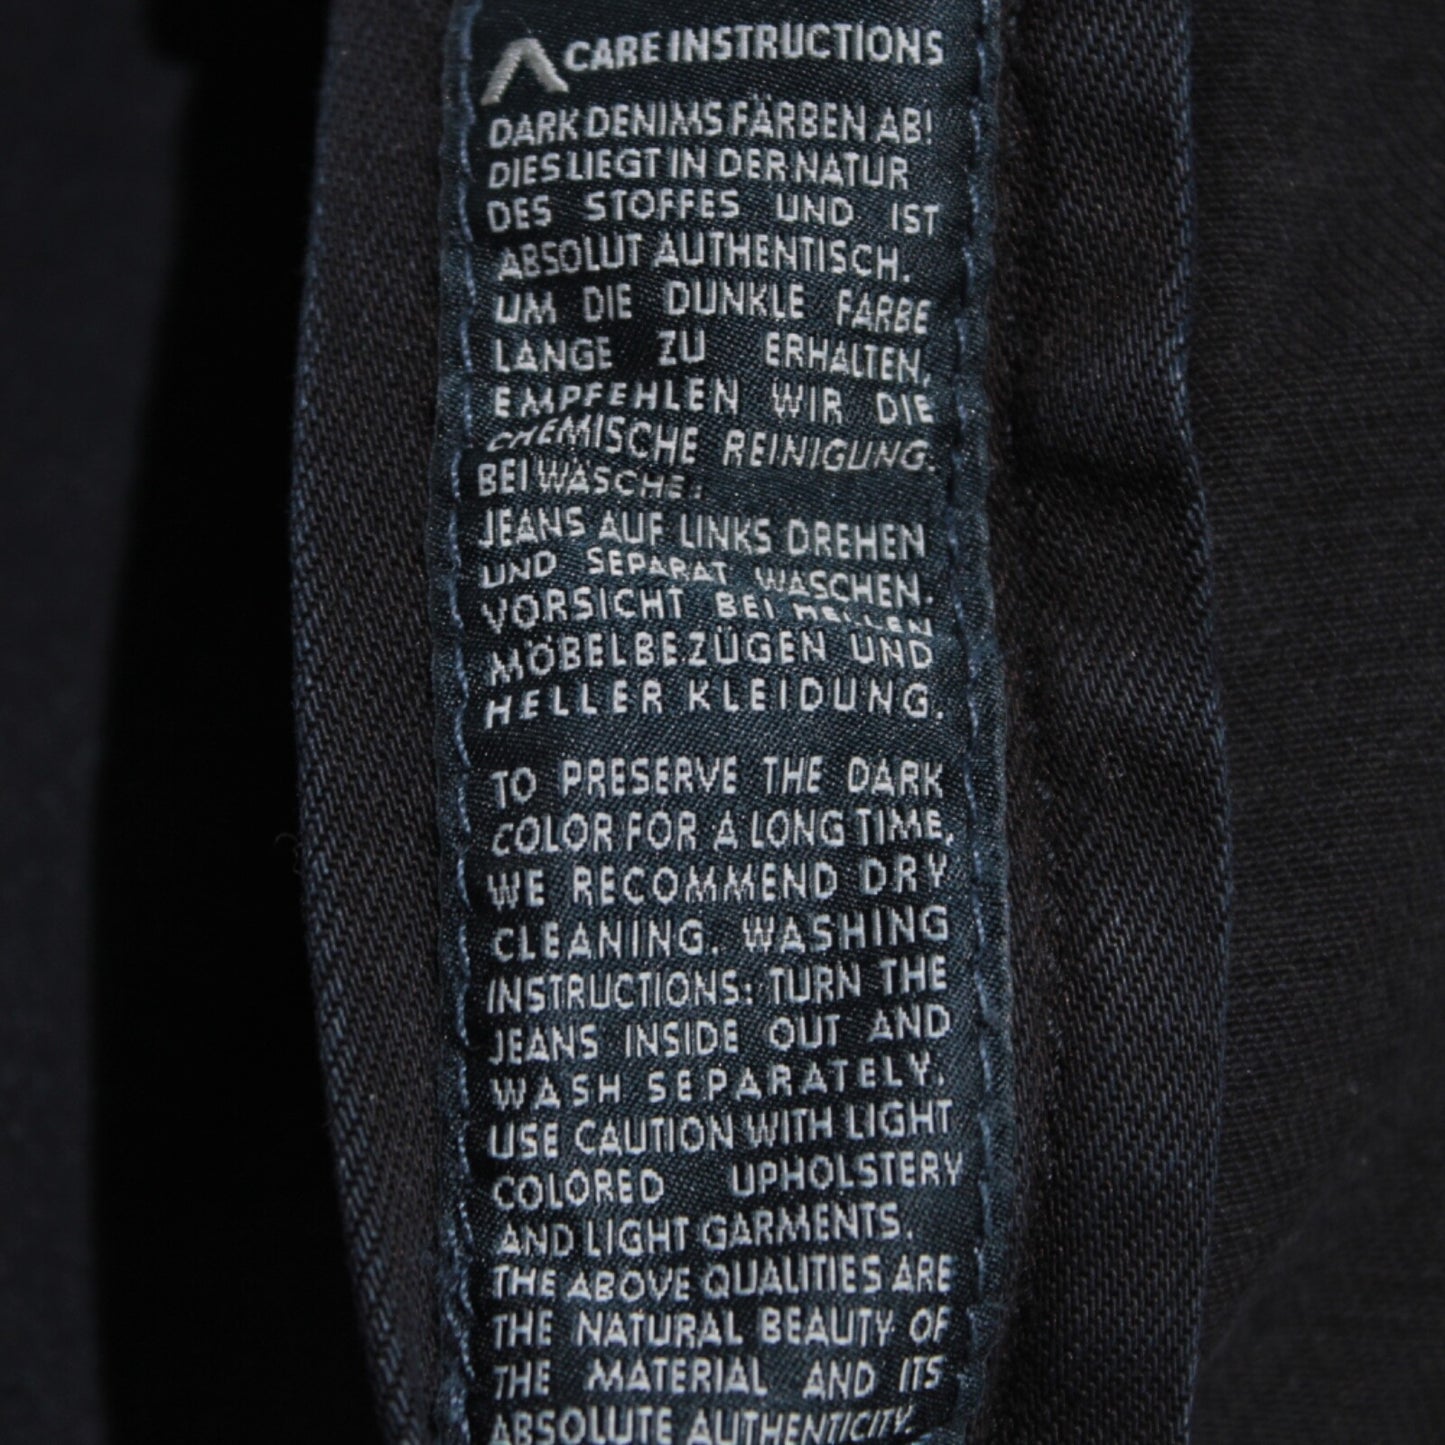 CARE INSTRUCTIONS
DARK DENIMS FÄRBEN AB!
DIES LIEGT IN DER NATUR
DES STOFFES UND IST
ABSOLUT AUTHENTISCH.
UM DIE DUNKLE FARBE
LANGE ZU ERHALTEN,
EMPFEHLEN WIR DIE
CHEMISCHE REINIGUNG.
BEI WÄSCHE:
JEANS AUF LINKS DREHEN
UND SEPARAT WASCHEN.
VORSICHT BEI HELLEN
MÖBELBEZÜGEN UND
HELLER KLEIDUNG.
TO PRESERVE THE DARK
COLOR FOR A LONG TIME,
WE RECOMMEND DRY
CLEANING. WASHING
INSTRUCTIONS: TURN THE
JEANS INSIDE OUT AND
WASH SEPARATELY.
USE CAUTION WITH LIGHT
COLORED UPHOLSTERY
AND LIGHT GARMENTS.
THE ABOVE QUALITIES ARE
THE NATURAL BEAUTY OF
THE MATERIAL AND ITS
ABSOLUTE AUTHENTICITY.